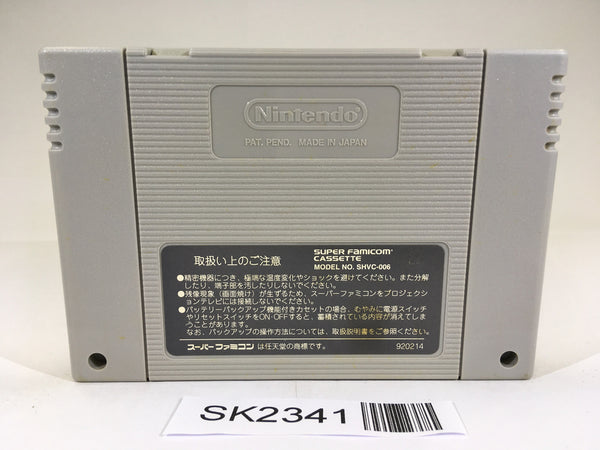 Nintendo
PAT. PEND. MADE IN JAPAN
取扱い上のご注意
SUPER FAMICOM
CASSETTE
MODEL NO. SHVC-006
●精密機器につき、極端な温度変化やショックを避けてください。また分解
したり、端子部を汚したりしないでください。
●残像現象（画面焼け）が生ずるため、スーパーファミコンをプロジェクシ
ョンテレビには接続しないでください。
●バッテリーバックアップ機能付きカセットの場合、むやみに電源スイッチ
やリセットスイッチをON・OFFすると、蓄積されている内容が消えてしま
うことがあります。
なお、バックアップの操作方法については、取扱説明書をご参照ください。
スーパーファミコン は任天堂の商標です。
920214
SK2341